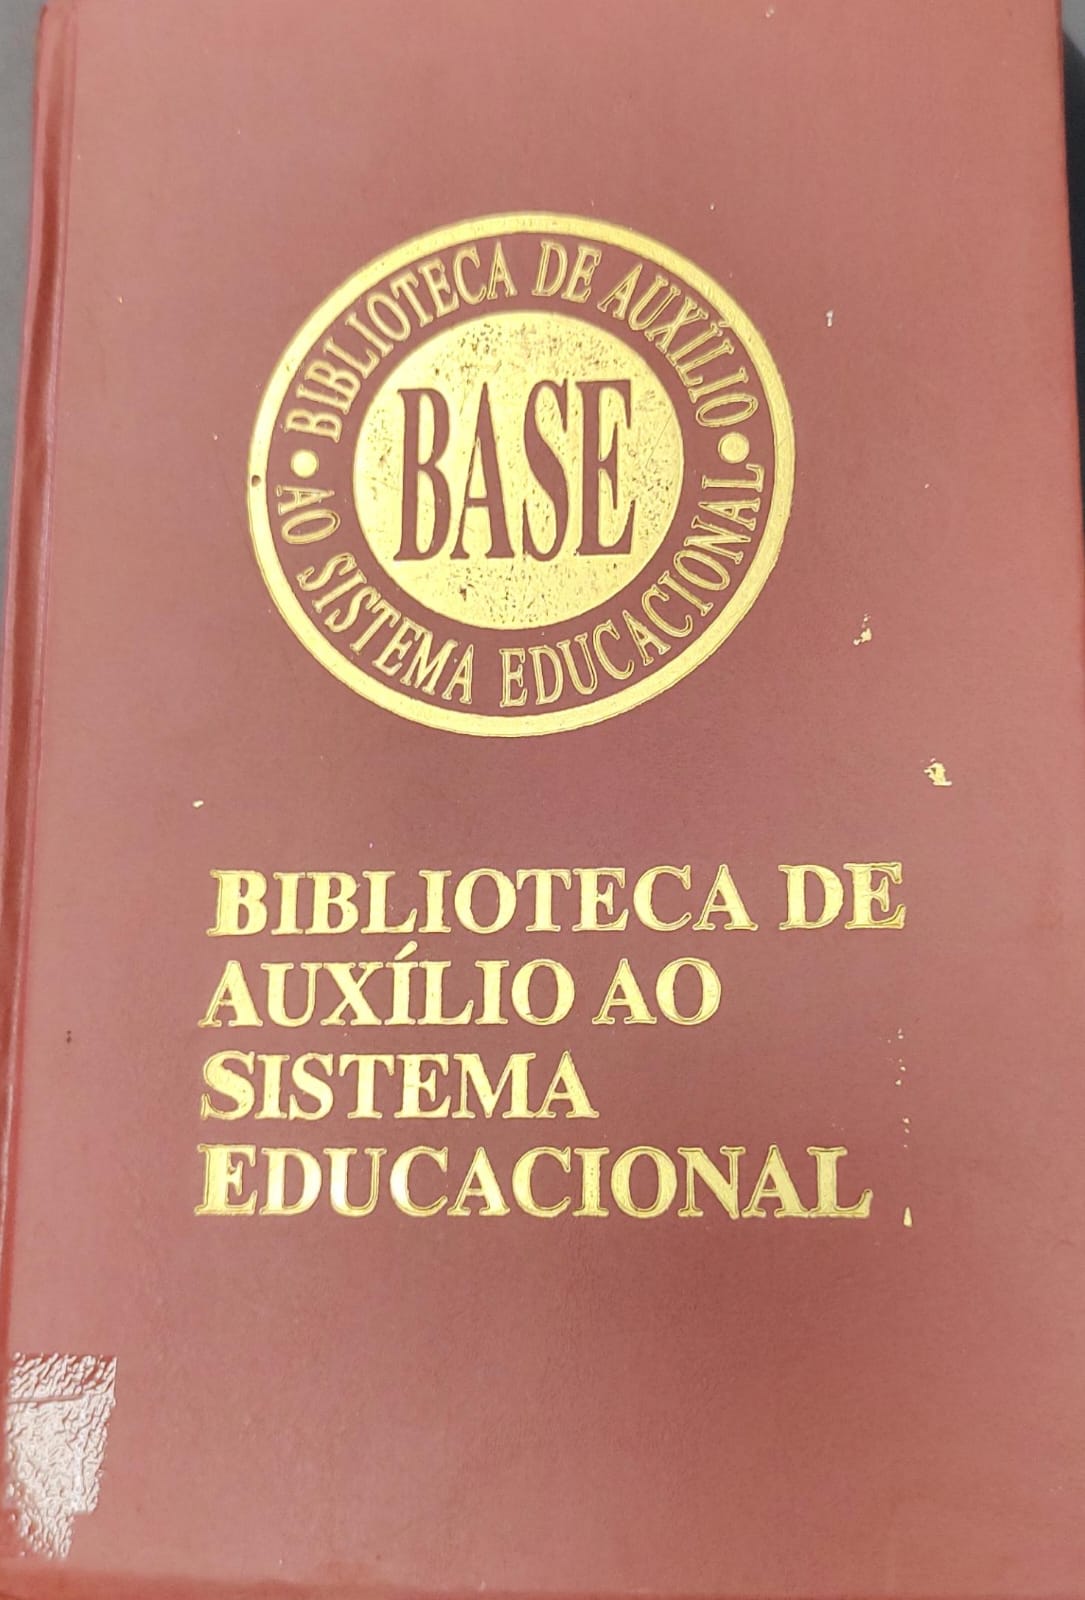 • BIBLIOTECA DE AUXÍLIO •
AO SISTEMA EDUCACIONAL
BASE
BIBLIOTECA DE
AUXÍLIO AO
SISTEMA
EDUCACIONAL